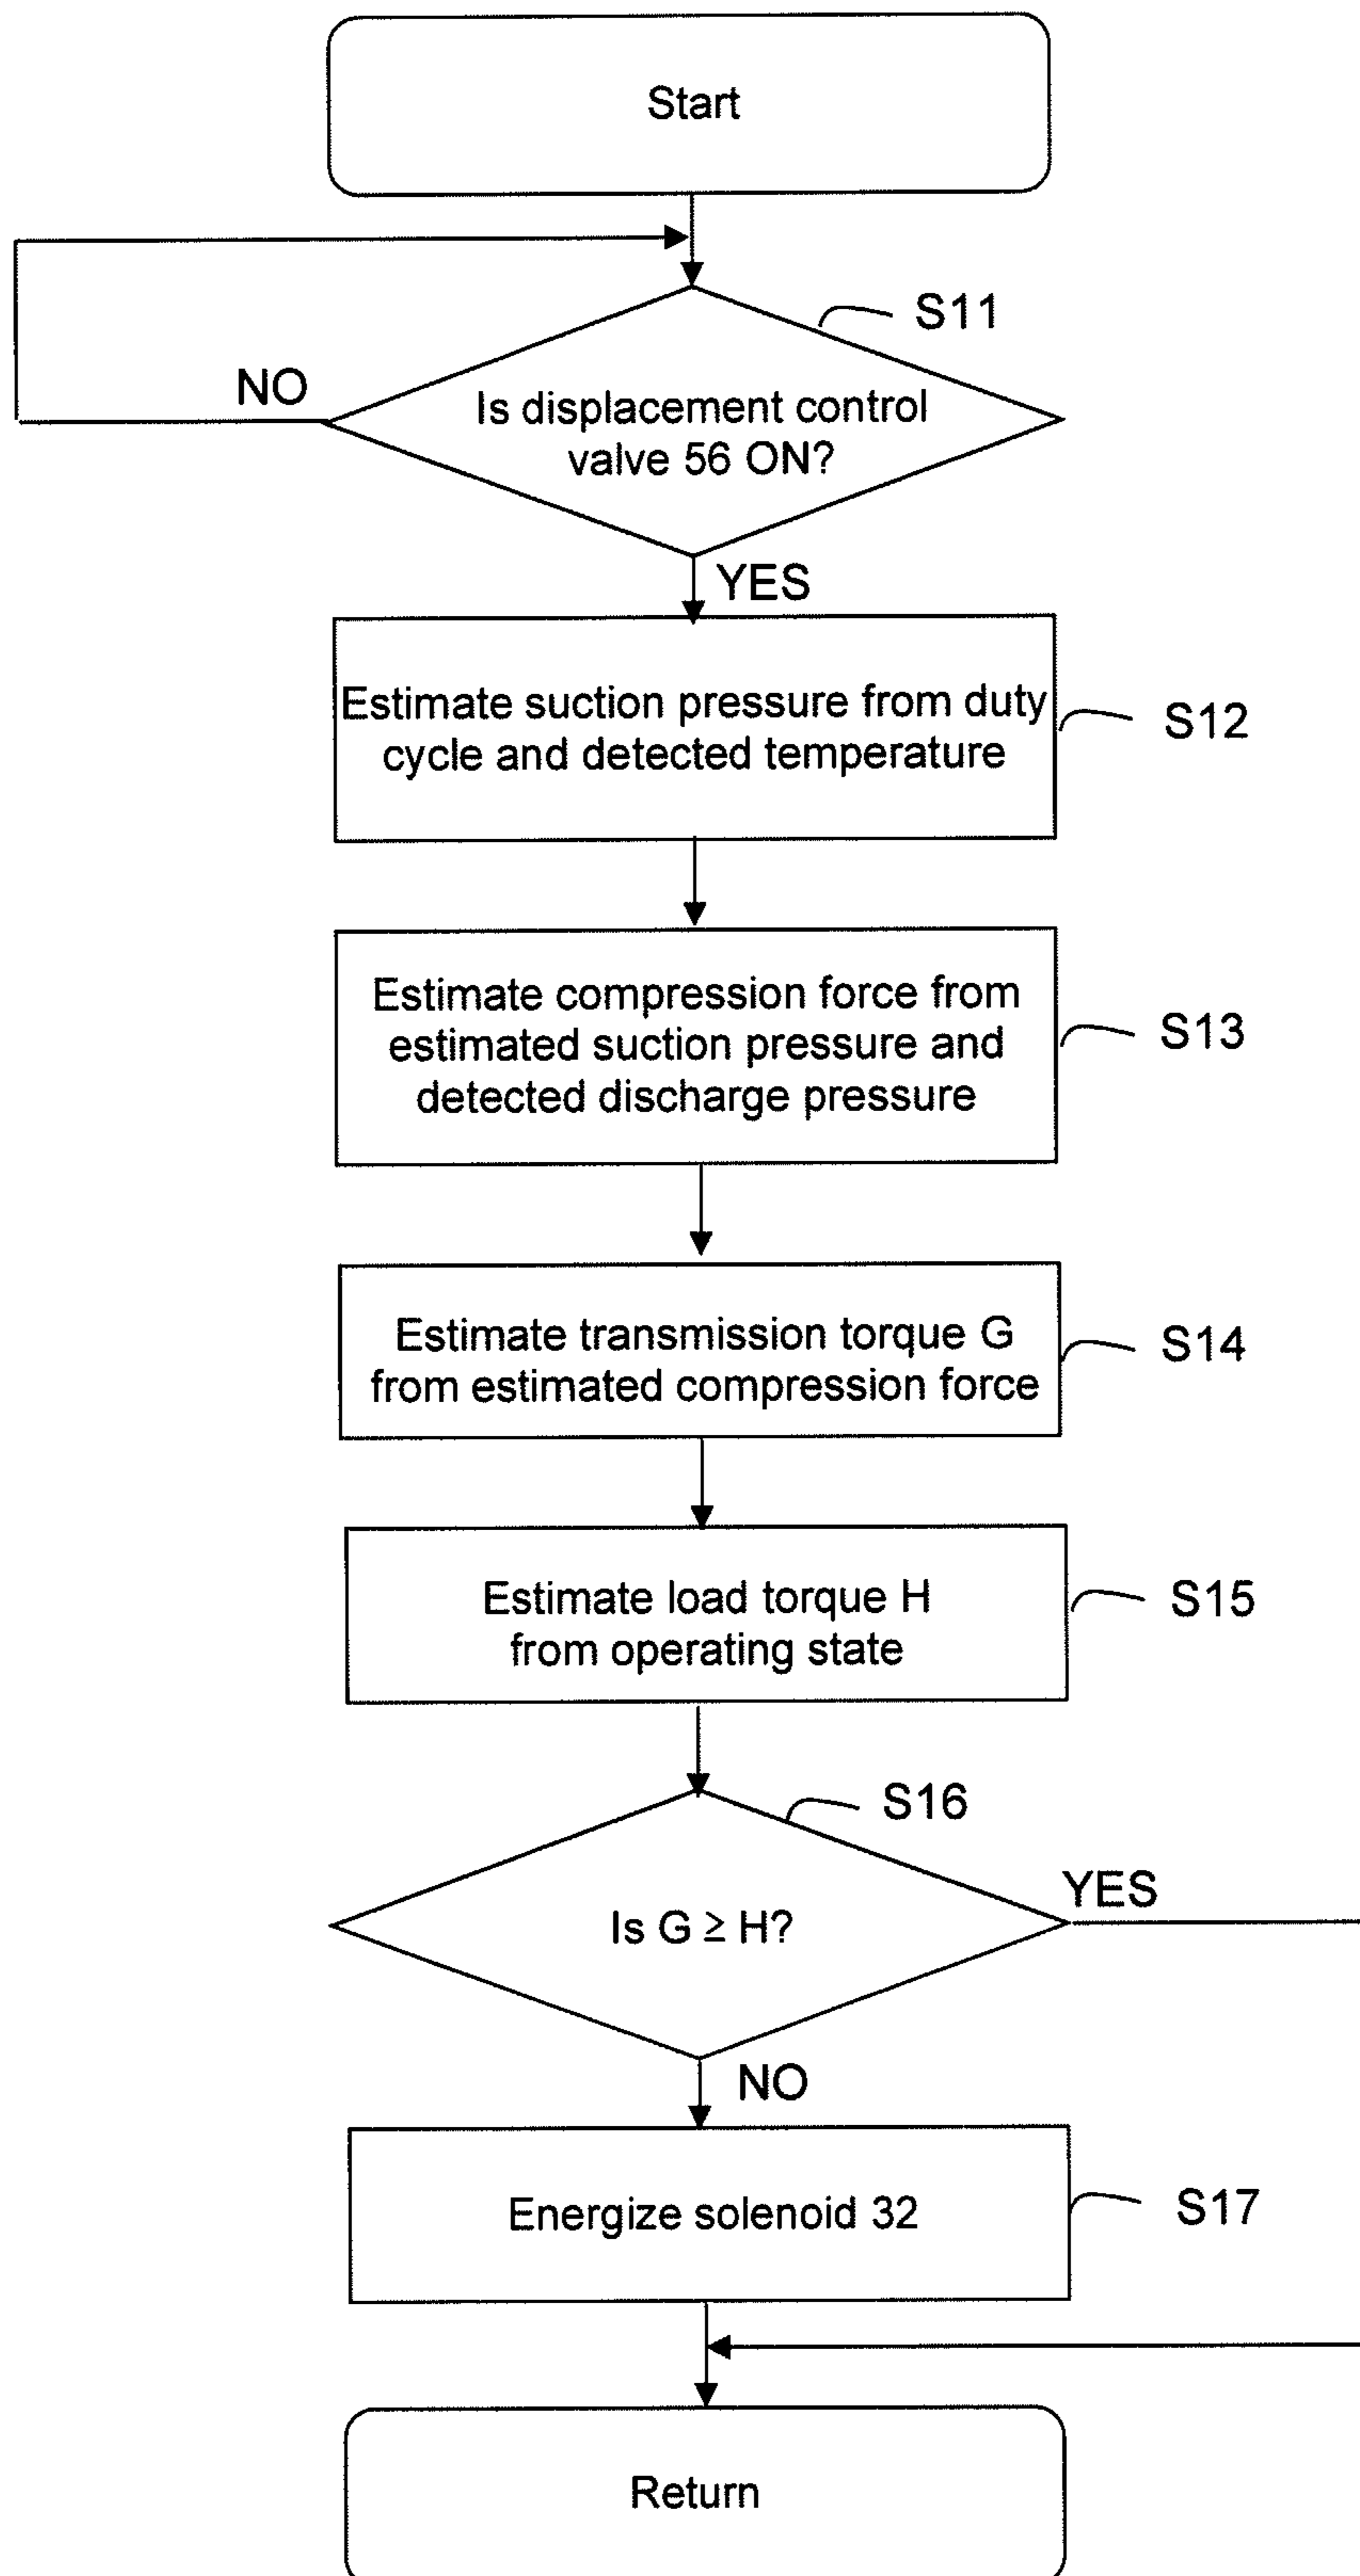 Start
S11
NO
Is displacement control
valve 56 ON?
YES
Estimate suction pressure from duty
cycle and detected temperature
S12
Estimate compression force from
estimated suction pressure and
detected discharge pressure
S13
Estimate transmission torque G
from estimated compression force
S14
Estimate load torque H
from operating state
S15
S16
YES
Is G ≥ H?
NO
Energize solenoid 32
S17
Return